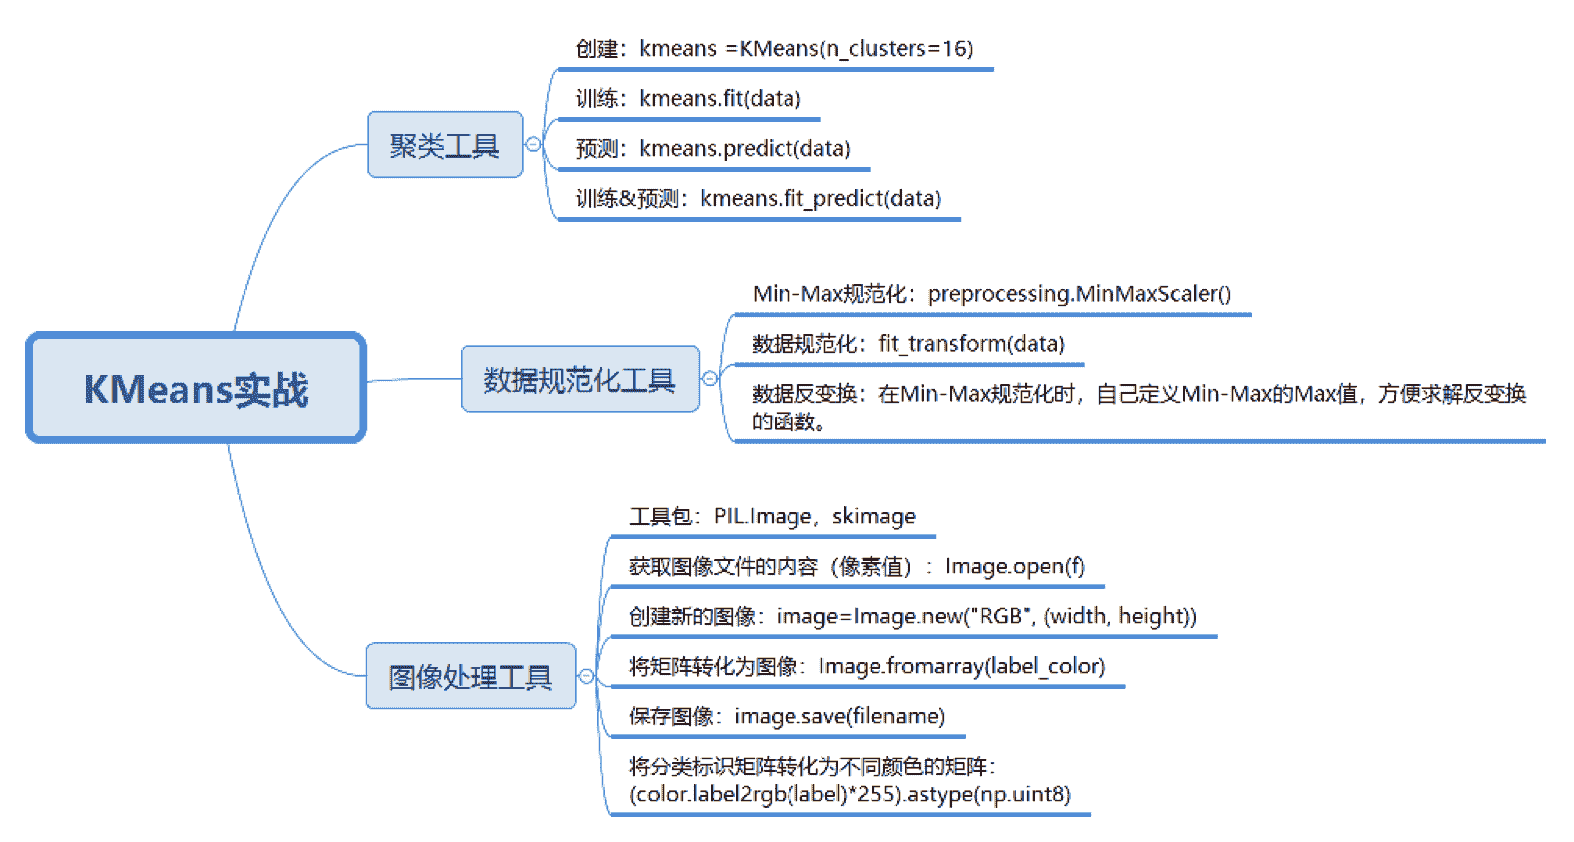 创建：kmeans =KMeans(n_clusters=16)
训练：kmeans.fit(data)
聚类工具
预测：kmeans.predict(data)
训练&预测：kmeans.fit_predict(data)
Min-Max规范化：preprocessing.MinMaxScaler()
数据规范化：fit_transform(data)
KMeans实战
数据规范化工具
数据反变换：在Min-Max规范化时，自己定义Min-Max的Max值，方便求解反变换
的函数。
工具包：PIL.Image，skimage
获取图像文件的内容（像素值）：Image.open(f)
创建新的图像：image=Image.new("RGB", (width, height))
图像处理工具
将矩阵转化为图像：Image.fromarray(label_color)
保存图像：image.save(filename)
将分类标识矩阵转化为不同颜色的矩阵：
(color.label2rgb(label)*255).astype(np.uint8)